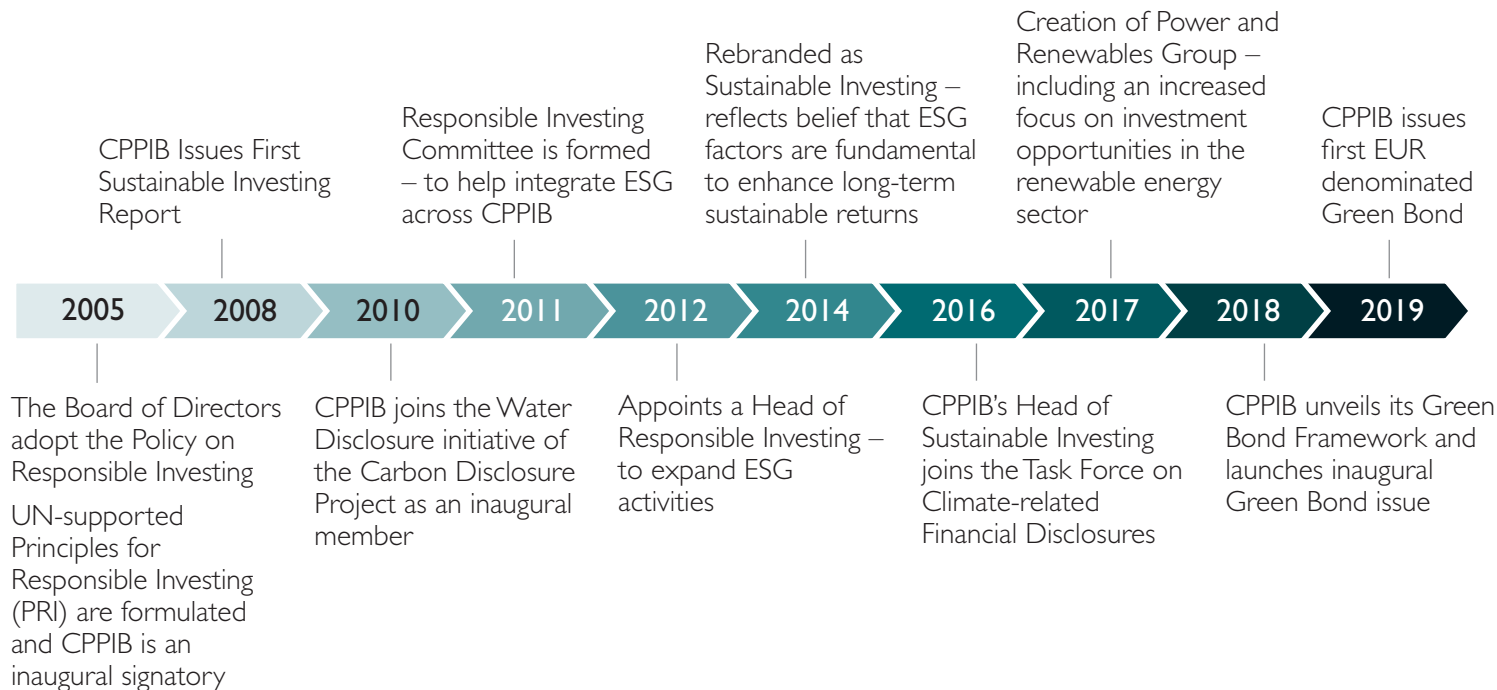 CPPIB Issues First
Sustainable Investing
Report
Responsible Investing
Committee is formed
– to help integrate ESG
across CPPIB
Rebranded as
Sustainable Investing –
reflects belief that ESG
factors are fundamental
to enhance long-term
sustainable returns
Creation of Power and
Renewables Group –
including an increased
focus on investment
opportunities in the
renewable energy
sector
CPPIB issues
first EUR
denominated
Green Bond
2005 2008 2010 2011 2012 2014 2016 2017 2018 2019
The Board of Directors
adopt the Policy on
Responsible Investing
UN-supported
Principles for
Responsible Investing
(PRI) are formulated
and CPPIB is an
inaugural signatory
CPPIB joins the Water
Disclosure initiative of
the Carbon Disclosure
Project as an inaugural
member
Appoints a Head of
Responsible Investing –
to expand ESG
activities
CPPIB’s Head of
Sustainable Investing
joins the Task Force on
Climate-related
Financial Disclosures
CPPIB unveils its Green
Bond Framework and
launches inaugural
Green Bond issue